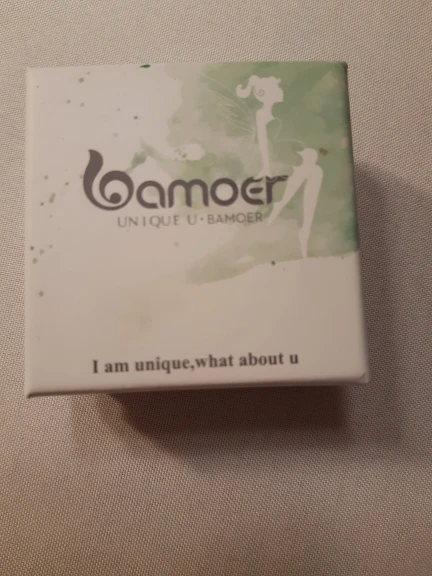 bamoer
UNIQUE U·BAMOER
I am unique,what about u